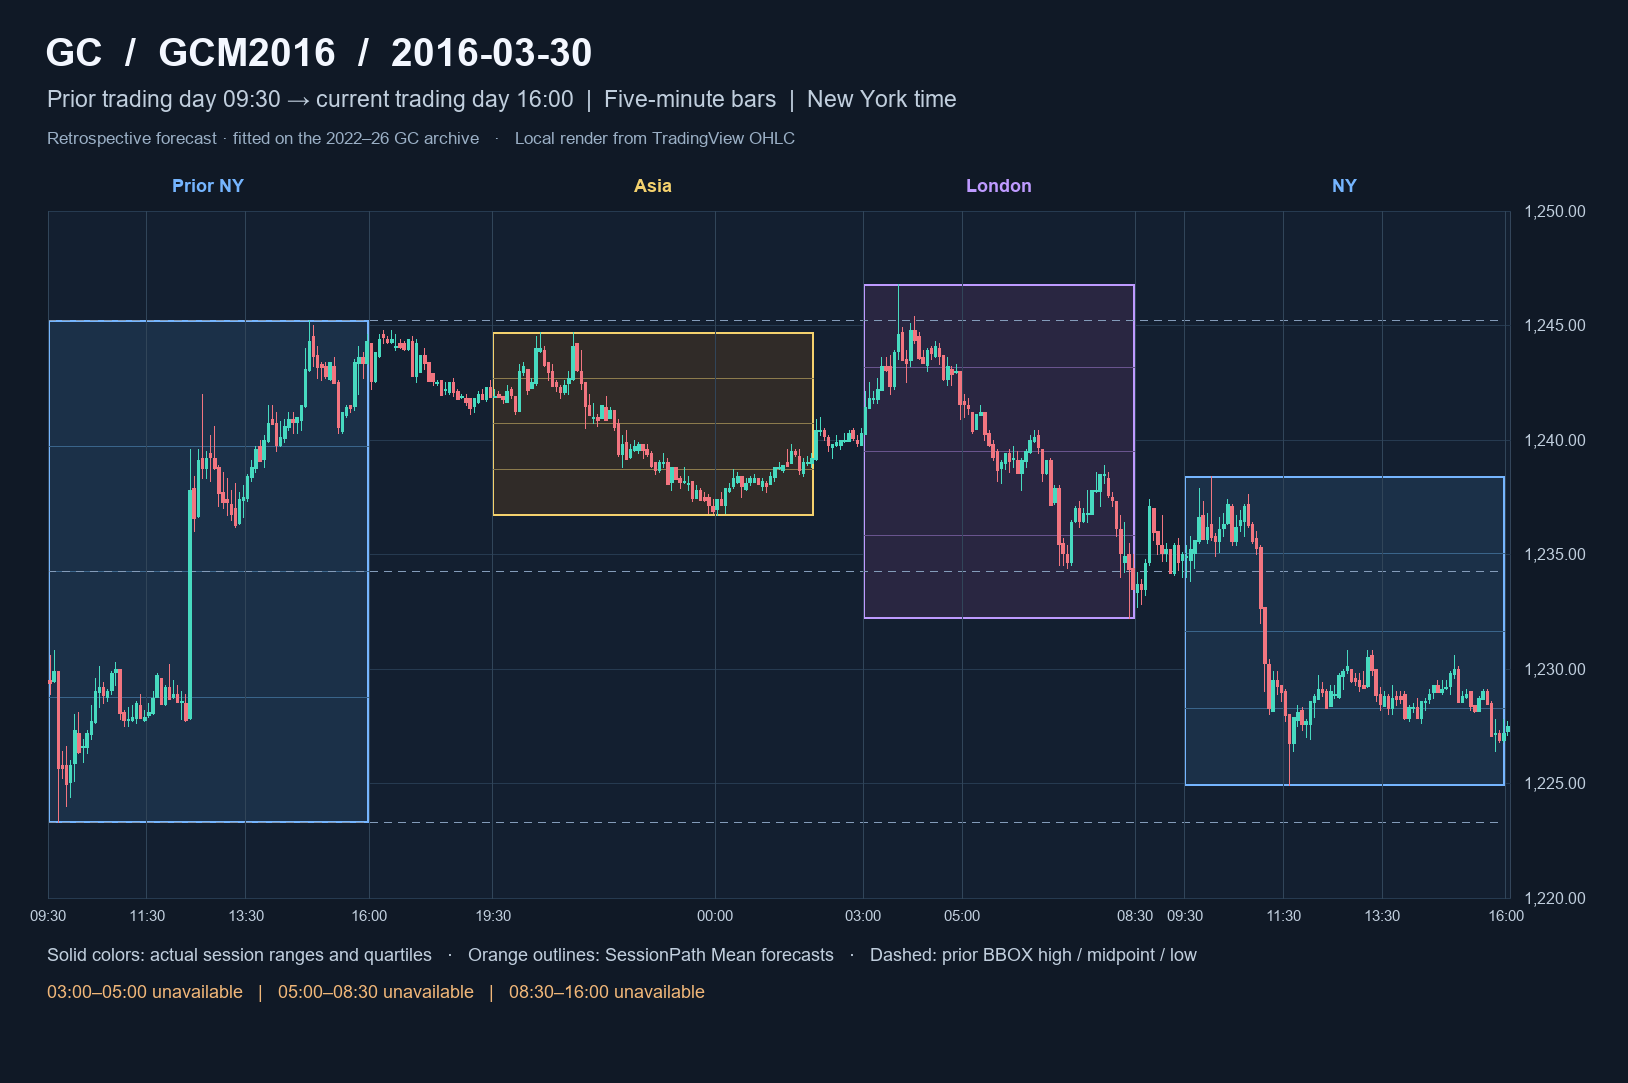 GC / GCM2016 / 2016-03-30
Prior trading day 09:30 → current trading day 16:00 | Five-minute bars | New York time
Retrospective forecast · fitted on the 2022–26 GC archive · Local render from TradingView OHLC
Prior NY Asia London NY
1,250.00
1,245.00
1,240.00
1,235.00
1,230.00
1,225.00
1,220.00
09:30 11:30 13:30 16:00 19:30 00:00 03:00 05:00 08:30 09:30 11:30 13:30 16:00
Solid colors: actual session ranges and quartiles · Orange outlines: SessionPath Mean forecasts · Dashed: prior BBOX high / midpoint / low
03:00–05:00 unavailable | 05:00–08:30 unavailable | 08:30–16:00 unavailable